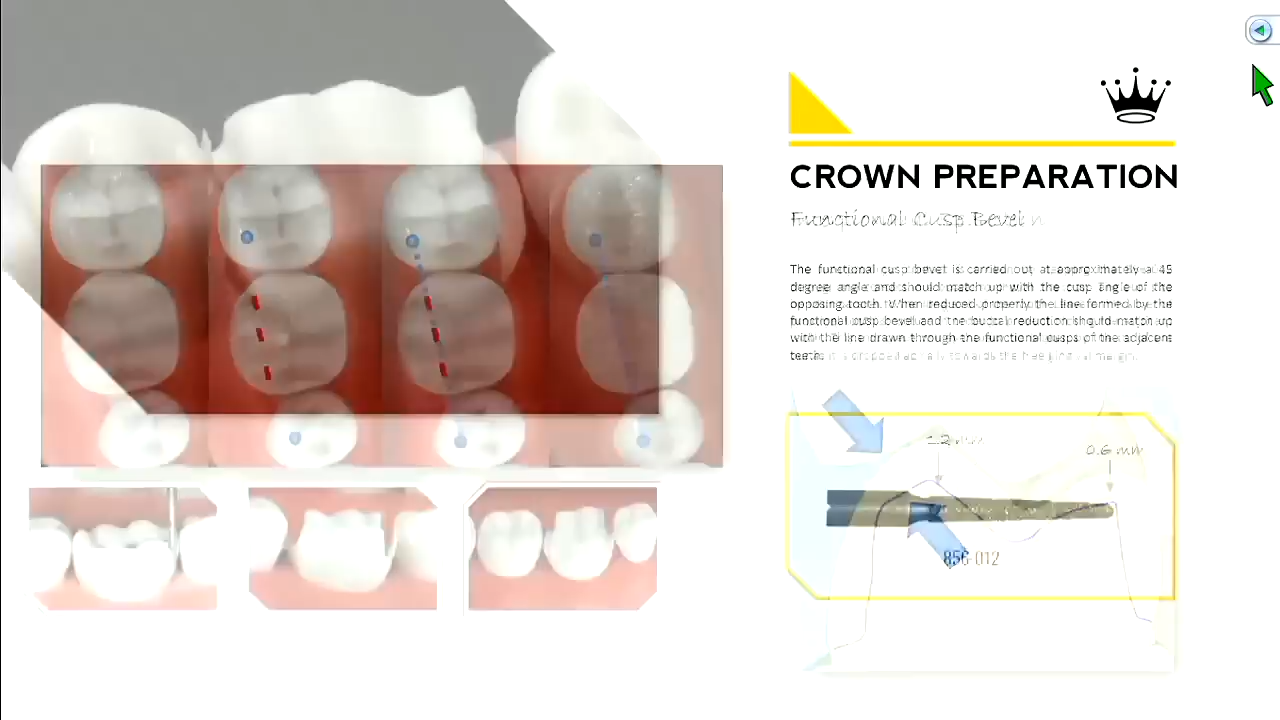 CROWN PREPARATION
Functional Cusp Bevel
The functional cusp bevel is carried out at approximately a 45
degree angle and should match up with the cusp angle of the
opposing tooth. When reduced properly the line formed by the
functional cusp bevel and the buccal reduction should match up
with the line drawn through the functional cusps of the adjacent
teeth.
1.2 mm
0.6 mm
856-012